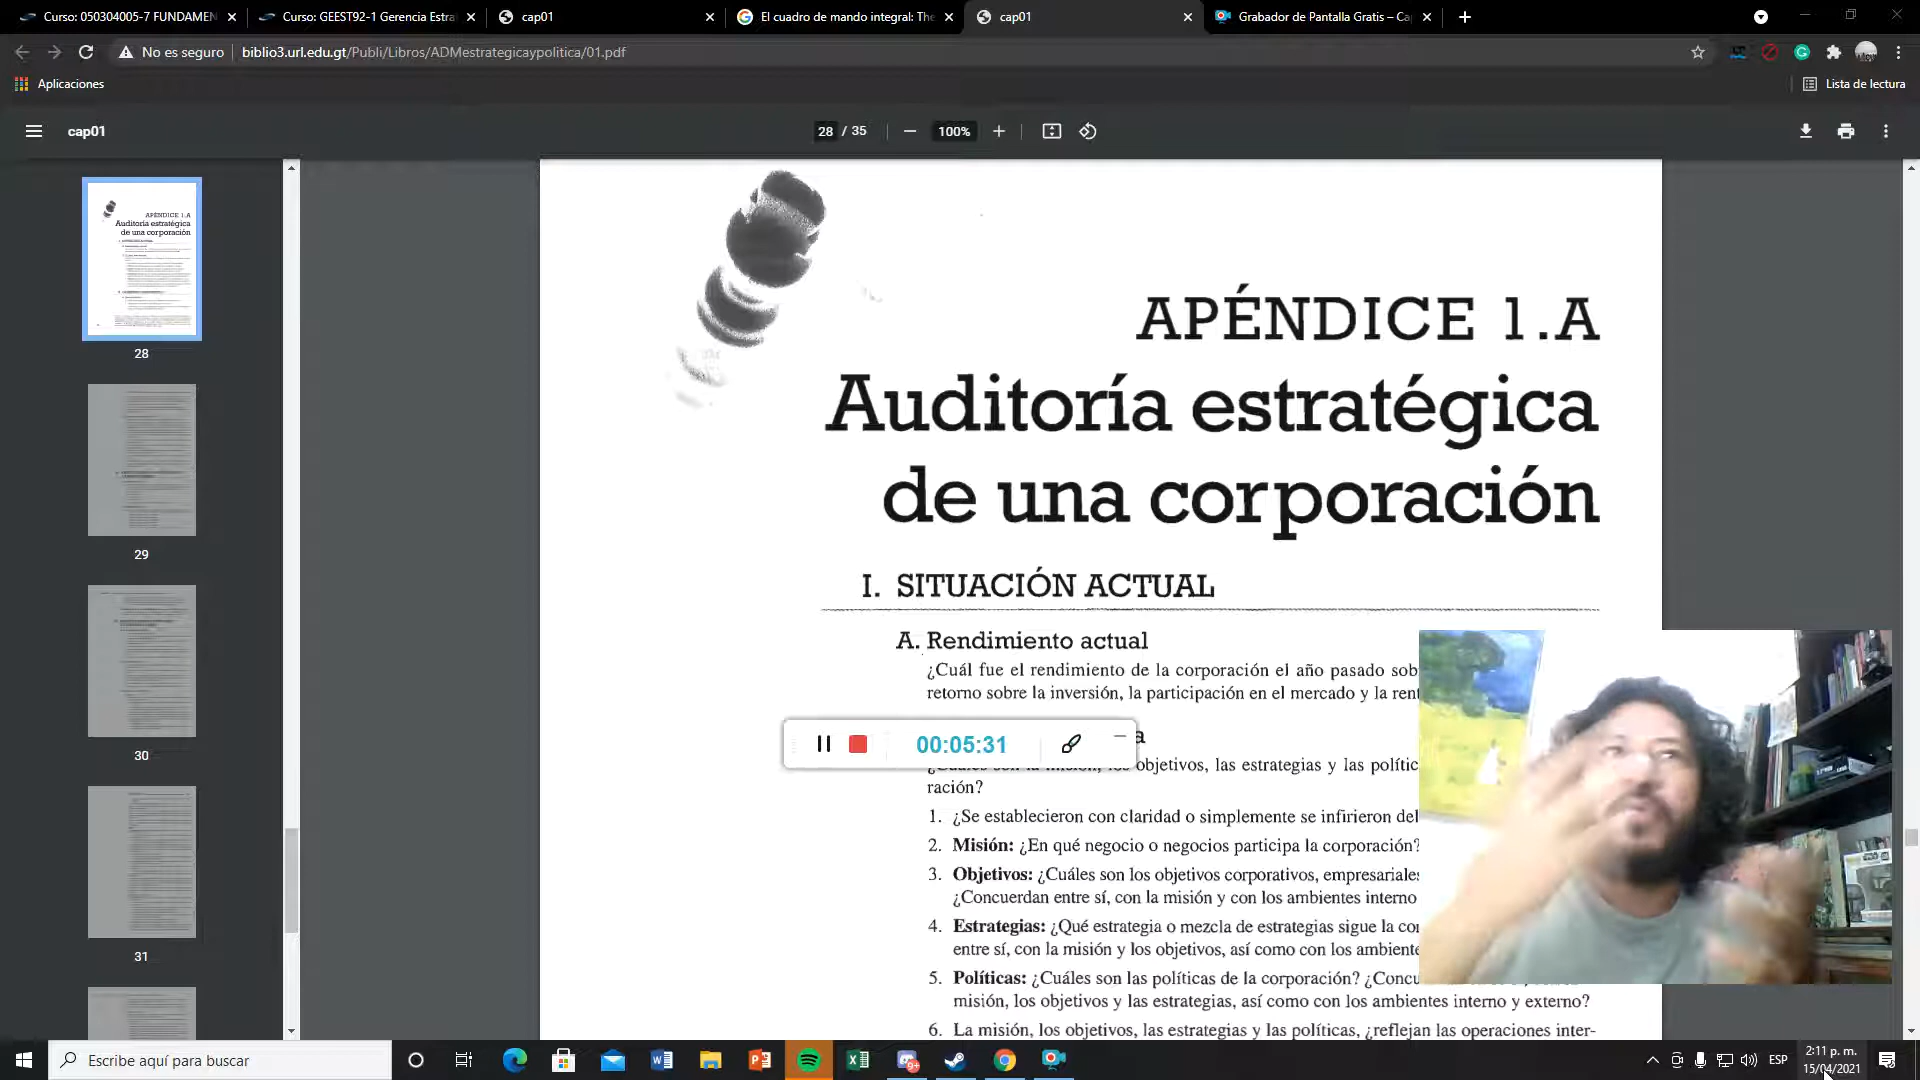 Curso: 050304005-7 FUNDAMEN
Curso: GEEST92-1 Gerencia Estra
cap01
El cuadro de mando integral: The
cap01
Grabador de Pantalla Gratis – Ca
No es seguro
biblio3.url.edu.gt/Publi/Libros/ADMestrategicaypolitica/01.pdf
Aplicaciones
Lista de lectura
cap01
28 / 35
100%
APÉNDICE 1.A
Auditoría estratégica
de una corporación
28
29
30
31
APÉNDICE 1.A
Auditoría estratégica
de una corporación
I. SITUACIÓN ACTUAL
A. Rendimiento actual
¿Cuál fue el rendimiento de la corporación el año pasado sob
retorno sobre la inversión, la participación en el mercado y la rent
00:05:31
a
objetivos, las estrategias y las polític
ración?
1. ¿Se establecieron con claridad o simplemente se infirieron del
2. Misión: ¿En qué negocio o negocios participa la corporación?
3. Objetivos: ¿Cuáles son los objetivos corporativos, empresariales
¿Concuerdan entre sí, con la misión y con los ambientes interno
4. Estrategias: ¿Qué estrategia o mezcla de estrategias sigue la cor
entre sí, con la misión y los objetivos, así como con los ambiente
5. Políticas: ¿Cuáles son las políticas de la corporación? ¿Concu
misión, los objetivos y las estrategias, así como con los ambientes interno y externo?
6. La misión, los objetivos, las estrategias y las políticas, ¿reflejan las operaciones inter-
Escribe aquí para buscar
9+
ESP
2:11 p. m.
15/04/2021